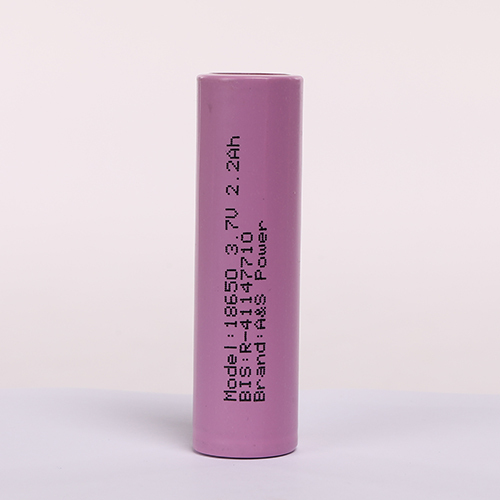 Model:18650 3.7V 2.2Ah
BIS:R-41147710
Brand:A&S Power